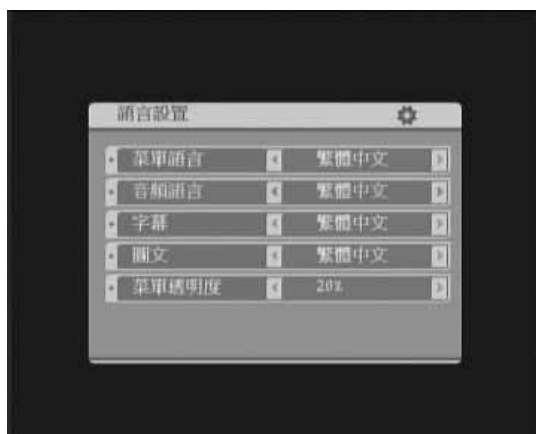 語言設置
菜單語言 繁體中文
音頻語言 繁體中文
字幕 繁體中文
圖文 繁體中文
菜單透明度 20%